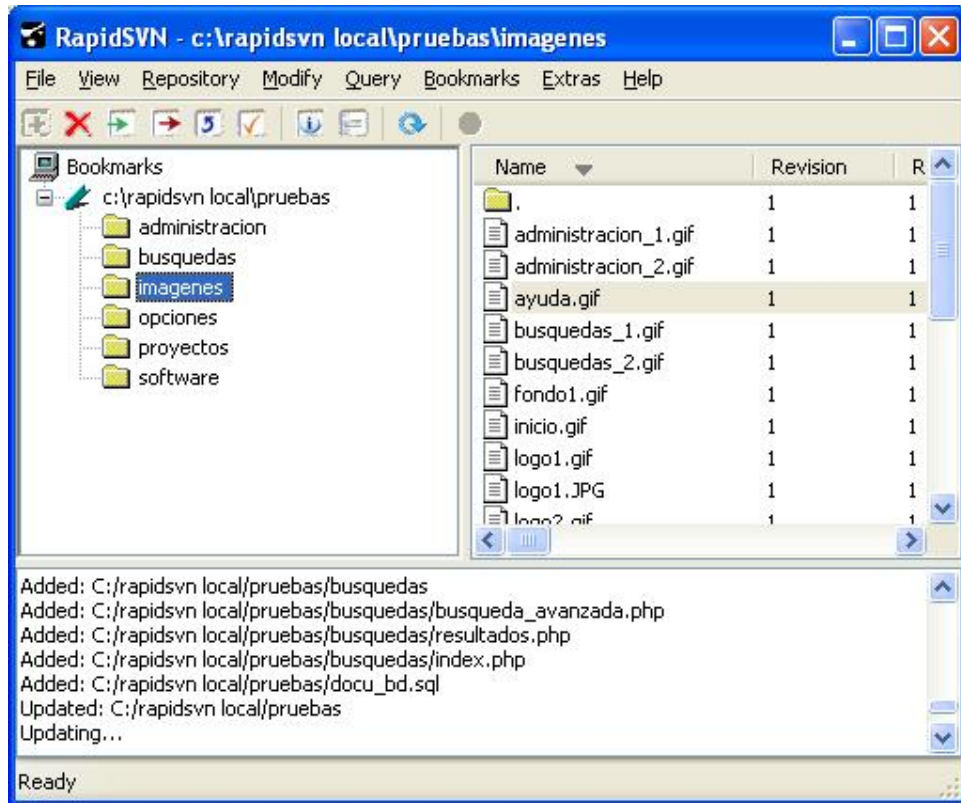 RapidSVN - c:\rapidsvn local\pruebas\imagenes
File View Repository Modify Query Bookmarks Extras Help
Bookmarks
c:\rapidsvn local\pruebas
administracion
busquedas
imagenes
opciones
proyectos
software
Name Revision R
. 1 1
administracion_1.gif 1 1
administracion_2.gif 1 1
ayuda.gif 1 1
busquedas_1.gif 1 1
busquedas_2.gif 1 1
fondo1.gif 1 1
inicio.gif 1 1
logo1.gif 1 1
logo1.JPG 1 1
logo2.gif 1 1
Added: C:/rapidsvn local/pruebas/busquedas
Added: C:/rapidsvn local/pruebas/busquedas/busqueda_avanzada.php
Added: C:/rapidsvn local/pruebas/busquedas/resultados.php
Added: C:/rapidsvn local/pruebas/busquedas/index.php
Added: C:/rapidsvn local/pruebas/docu_bd.sql
Updated: C:/rapidsvn local/pruebas
Updating...
Ready